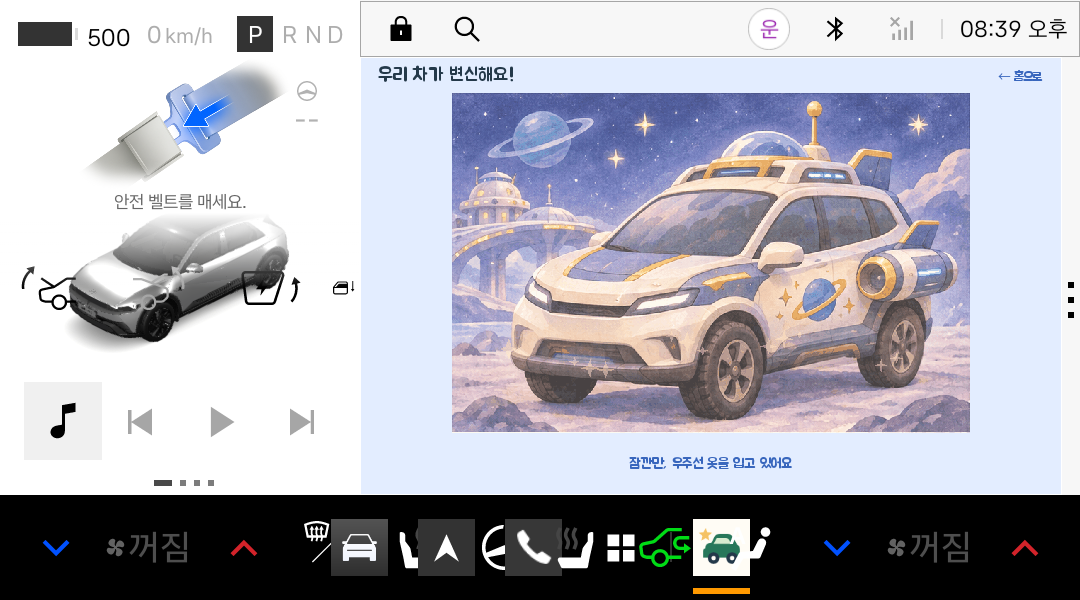 500
0 km/h
P R N D
운
08:39 오후
우리 차가 변신해요!
← 홈으로
안전 벨트를 매세요.
잠깐만, 우주선 옷을 입고 있어요
꺼짐
꺼짐